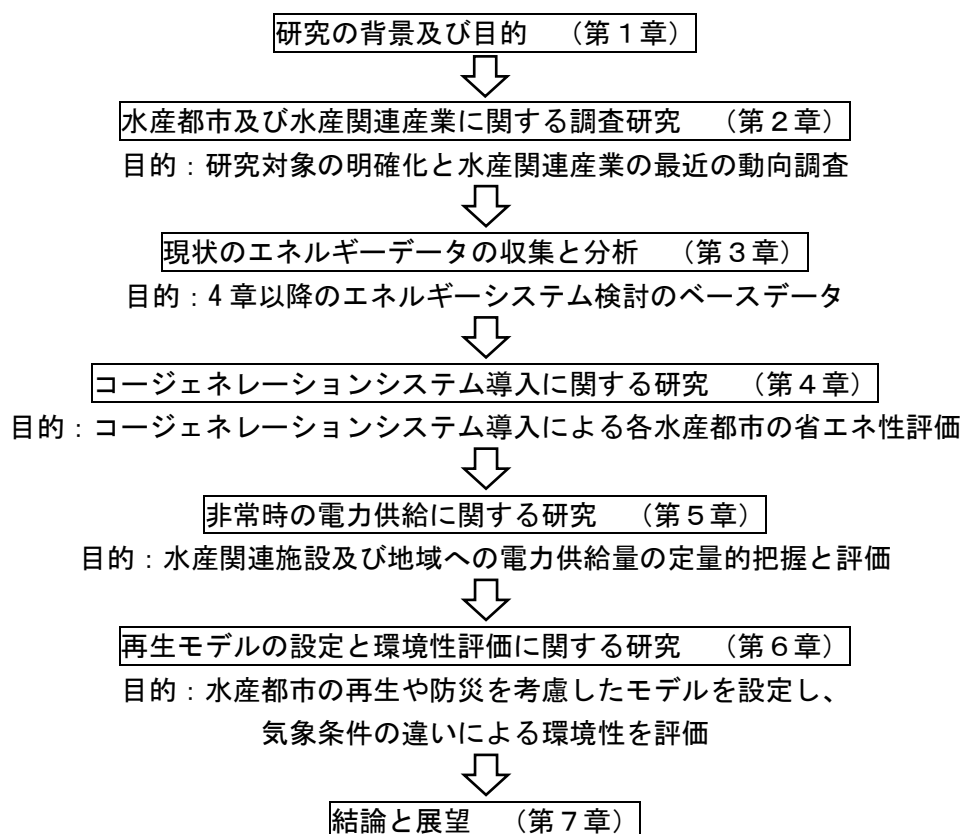 研究の背景及び目的　（第１章）
水産都市及び水産関連産業に関する調査研究　（第２章）
目的：研究対象の明確化と水産関連産業の最近の動向調査
現状のエネルギーデータの収集と分析　（第３章）
目的：4 章以降のエネルギーシステム検討のベースデータ
コージェネレーションシステム導入に関する研究　（第４章）
目的：コージェネレーションシステム導入による各水産都市の省エネ性評価
非常時の電力供給に関する研究　（第５章）
目的：水産関連施設及び地域への電力供給量の定量的把握と評価
再生モデルの設定と環境性評価に関する研究　（第６章）
目的：水産都市の再生や防災を考慮したモデルを設定し、
気象条件の違いによる環境性を評価
結論と展望　（第７章）